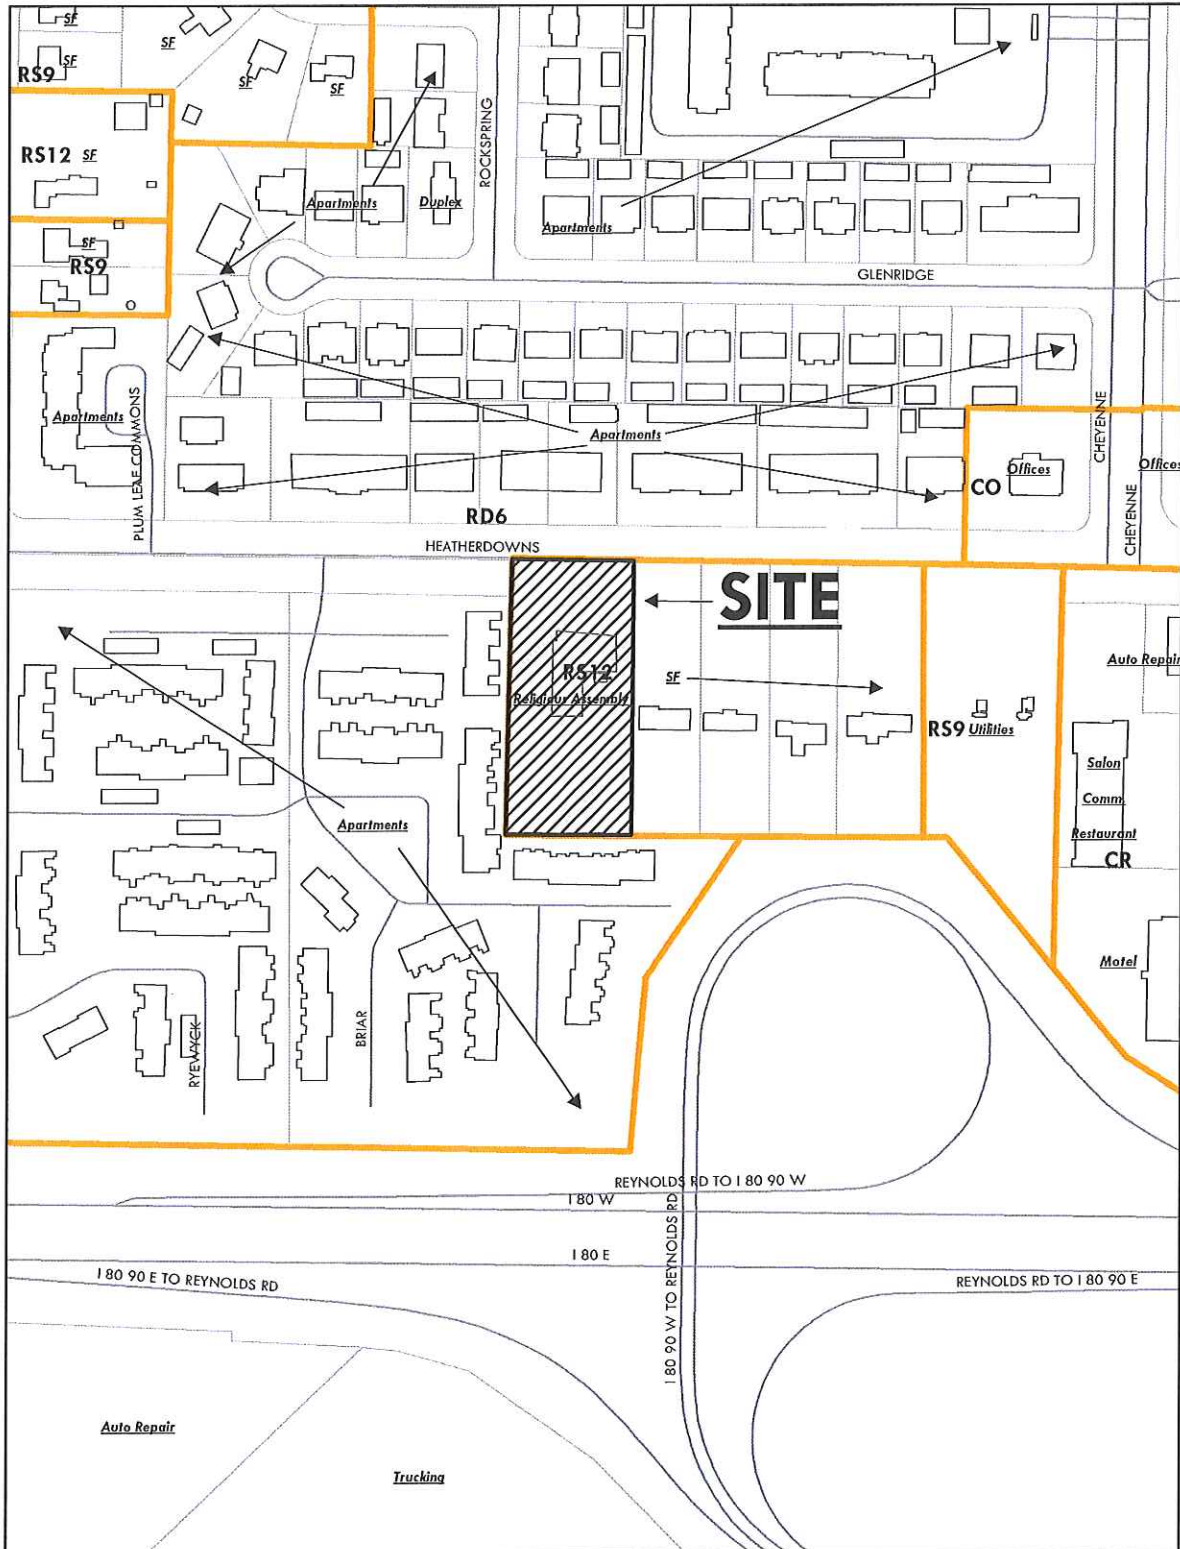 SF
SF
SF
RS9
SF
SF
RS12 SF
ROCKSPRING
Apartments
Duplex
Apartments
SF
RS9
GLENRIDGE
Apartments
PLUM LEAF COMMONS
Apartments
CHEYENNE
Offices
Offices
CO
CHEYENNE
RD6
HEATHERDOWNS
SITE
RS12
Religious Assembly
SF
Auto Repair
RS9 Utilities
Salon
Comm.
Restaurant
CR
Apartments
Motel
BRIAR
RYEWYCK
REYNOLDS RD TO I 80 90 W
I 80 W
I 80 E
I 80 90 E TO REYNOLDS RD
I 80 90 W TO REYNOLDS RD
REYNOLDS RD TO I 80 90 E
Auto Repair
Trucking